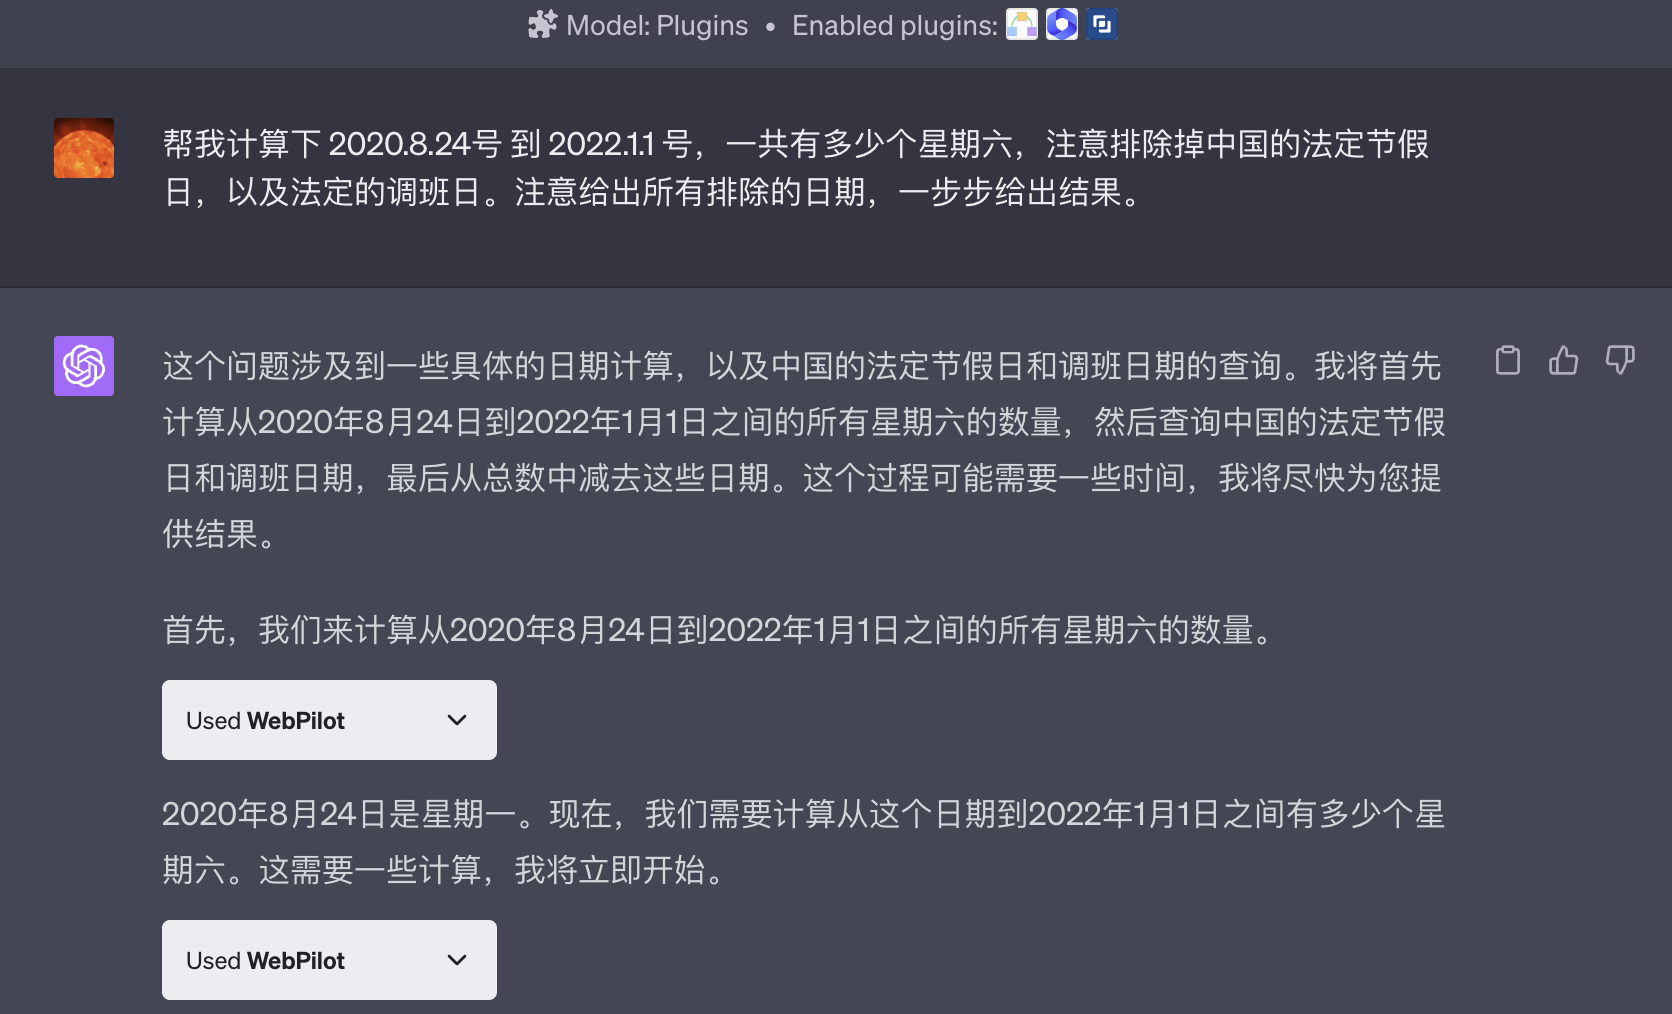 Model: Plugins • Enabled plugins:
帮我计算下 2020.8.24号 到 2022.1.1 号，一共有多少个星期六，注意排除掉中国的法定节假
日，以及法定的调班日。注意给出所有排除的日期，一步步给出结果。
这个问题涉及到一些具体的日期计算，以及中国的法定节假日和调班日期的查询。我将首先
计算从2020年8月24日到2022年1月1日之间的所有星期六的数量，然后查询中国的法定节假
日和调班日期，最后从总数中减去这些日期。这个过程可能需要一些时间，我将尽快为您提
供结果。
首先，我们来计算从2020年8月24日到2022年1月1日之间的所有星期六的数量。
Used WebPilot
2020年8月24日是星期一。现在，我们需要计算从这个日期到2022年1月1日之间有多少个星
期六。这需要一些计算，我将立即开始。
Used WebPilot